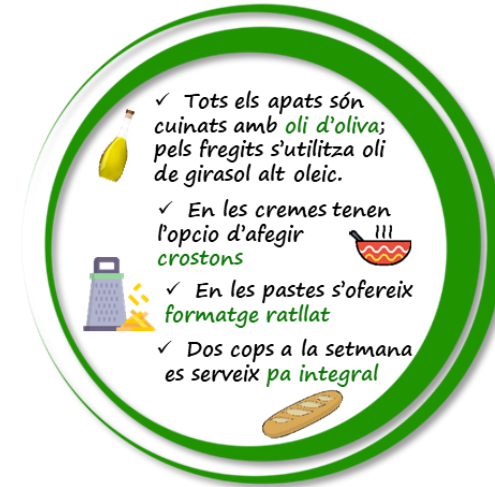 ✓ Tots els apats són
cuinats amb oli d'oliva;
pels fregits s'utilitza oli
de girasol alt oleic.
✓ En les cremes tenen
l'opcio d'afegir
crostons
✓ En les pastes s'ofereix
formatge ratllat
✓ Dos cops a la setmana
es serveix pa integral